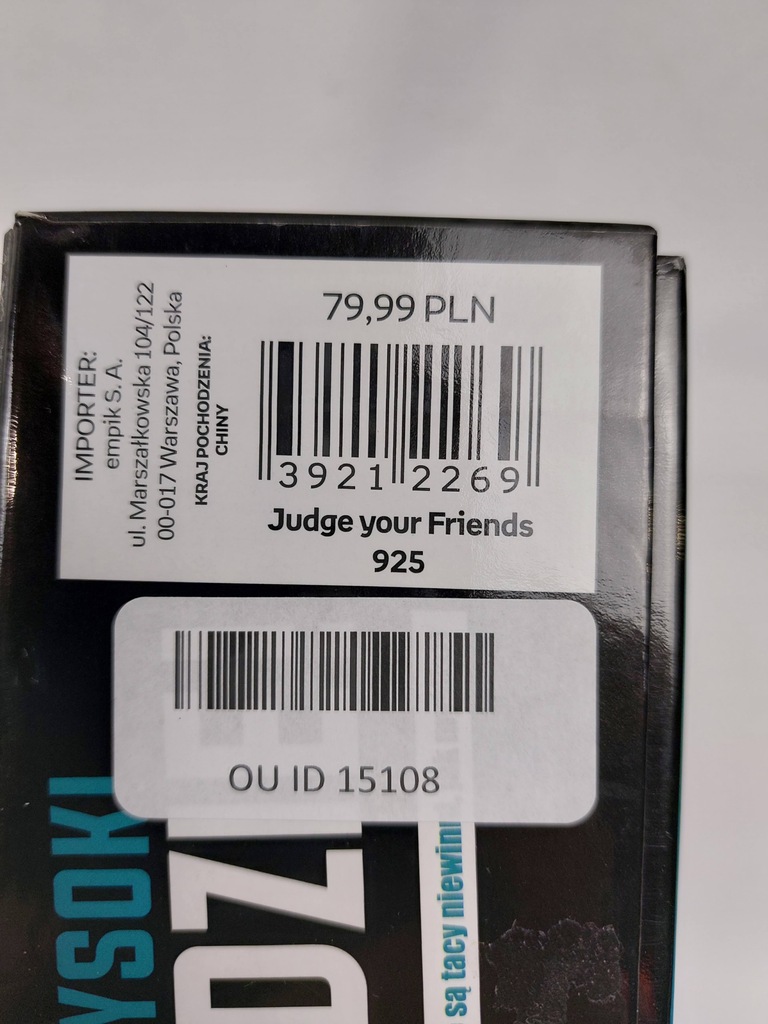 IMPORTER:
empik S. A.
ul. Marszałkowska 104/122
00-017 Warszawa, Polska
KRAJ POCHODZENIA:
CHINY
79,99 PLN
3921 2269
Judge your Friends
925
OU ID 15108
są tacy niewinni